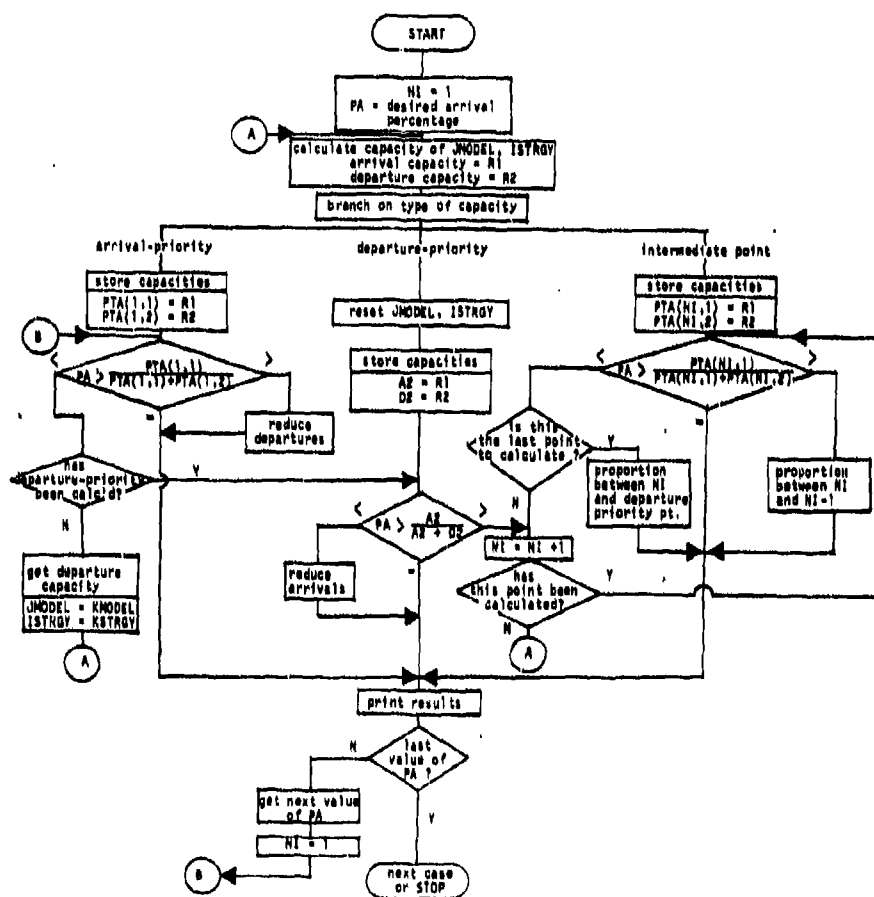 START
NI = 1
PA = desired arrival
percentage
A
calculate capacity of JMODEL, ISTRGY
arrival capacity = R1
departure capacity = R2
branch on type of capacity
arrival-priority
departure-priority
intermediate point
store capacities
PTA(1,1) = R1
PTA(1,2) = R2
reset JMODEL, ISTRGY
store capacities
PTA(NI,1) = R1
PTA(NI,2) = R2
B
< PA > PTA(1,1) >
PTA(1,1)+PTA(1,2)
=
reduce
departures
store capacities
A2 = R1
D2 = R2
< PA > PTA(NI,1) >
PTA(NI,1)+PTA(NI,2)
=
Is this
the last point
to calculate ?
Y
N
proportion
between NI
and departure
priority pt.
proportion
between NI
and NI-1
has
departure-priority
been calc'd?
Y
N
< PA > A2 >
A2 + D2
=
reduce
arrivals
NI = NI +1
has
this point been
calculated?
Y
N
A
get departure
capacity
JMODEL = KMODEL
ISTRGY = KSTRGY
A
print results
last
value of
PA ?
N
Y
get next value
of PA
NI = 1
B
next case
or STOP